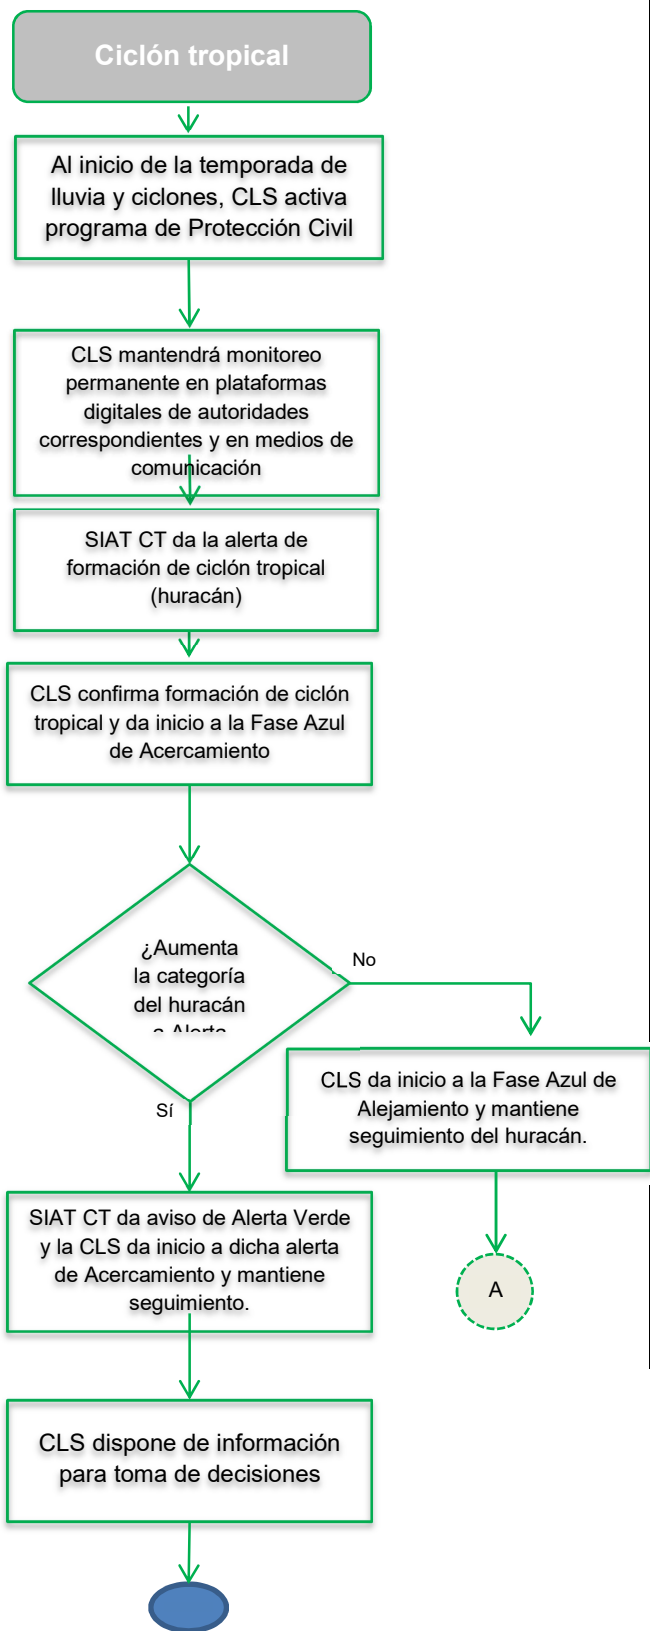 Ciclón tropical
Al inicio de la temporada de
lluvia y ciclones, CLS activa
programa de Protección Civil
CLS mantendrá monitoreo
permanente en plataformas
digitales de autoridades
correspondientes y en medios de
comunicación
SIAT CT da la alerta de
formación de ciclón tropical
(huracán)
CLS confirma formación de ciclón
tropical y da inicio a la Fase Azul
de Acercamiento
¿Aumenta
la categoría
del huracán
a Alerta
No
CLS da inicio a la Fase Azul de
Alejamiento y mantiene
seguimiento del huracán.
Sí
SIAT CT da aviso de Alerta Verde
y la CLS da inicio a dicha alerta
de Acercamiento y mantiene
seguimiento.
A
CLS dispone de información
para toma de decisiones